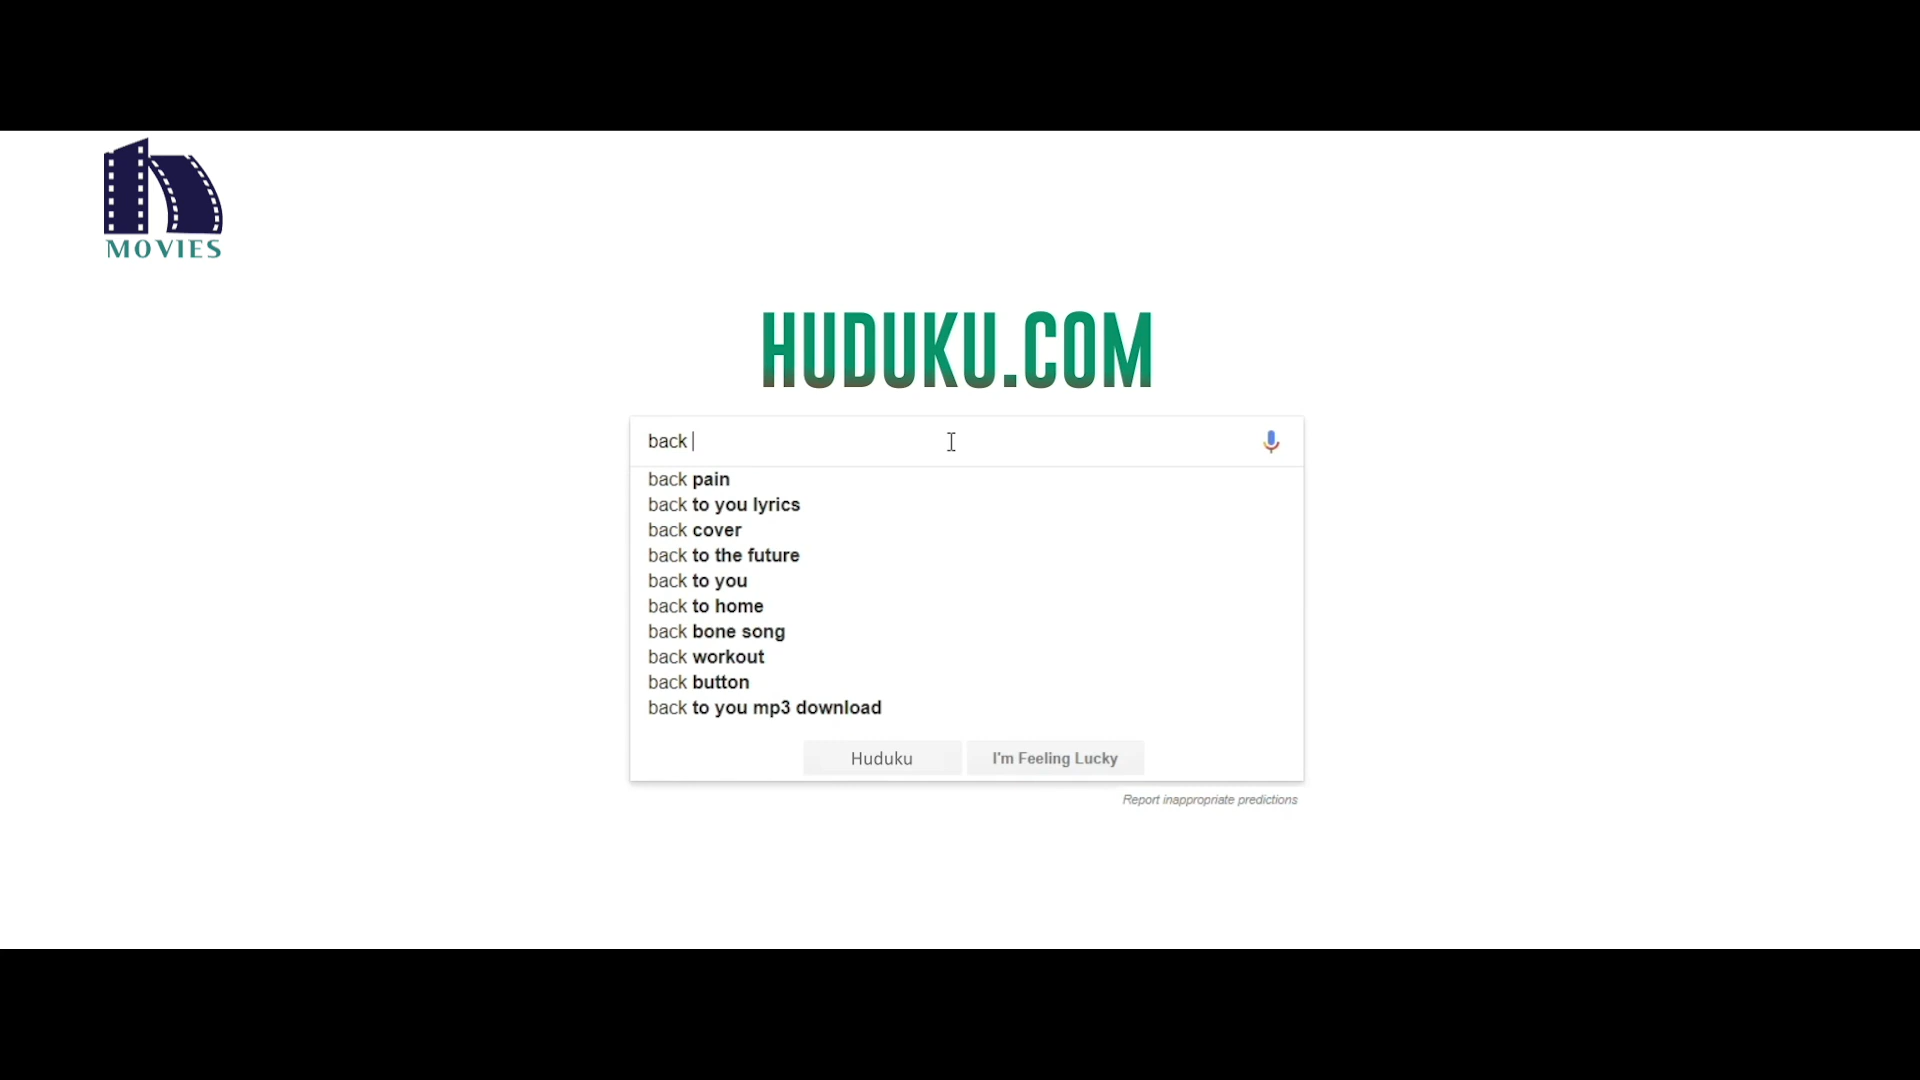 MOVIES
HUDUKU.COM
back
back pain
back to you lyrics
back cover
back to the future
back to you
back to home
back bone song
back workout
back button
back to you mp3 download
Huduku
I'm Feeling Lucky
Report inappropriate predictions